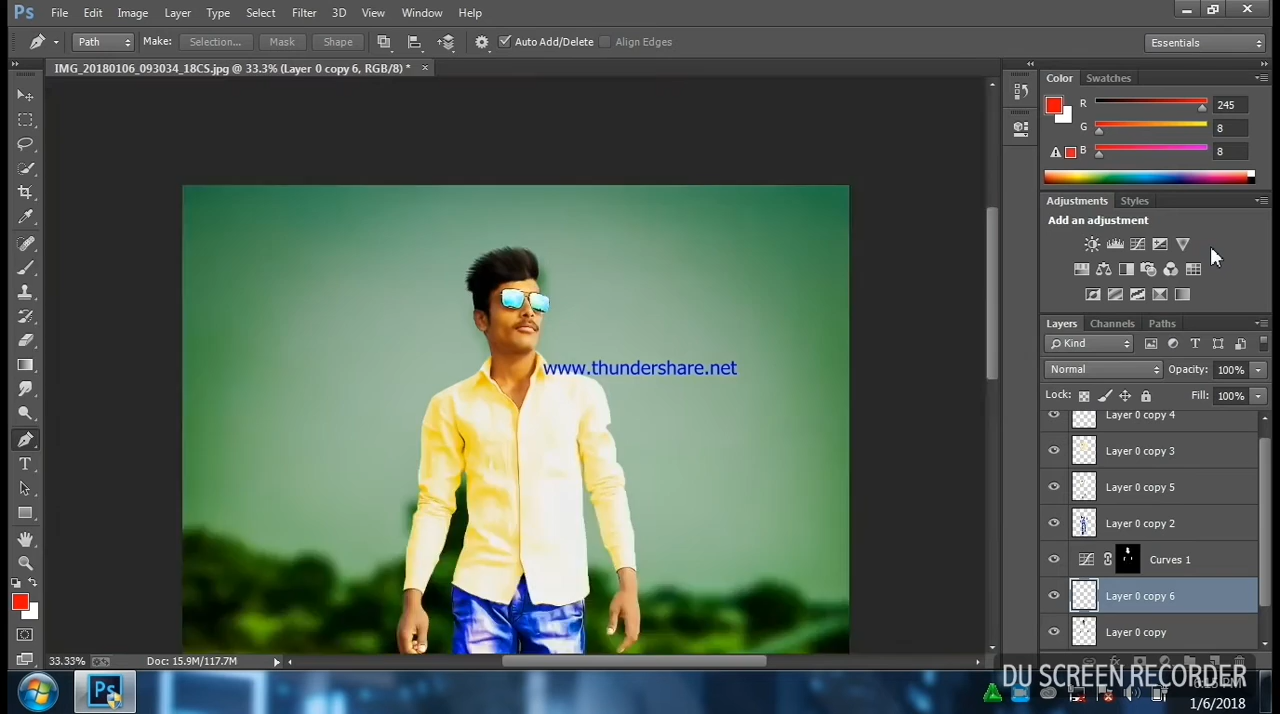 Ps File Edit Image Layer Type Select Filter 3D View Window Help
Path Make: Selection... Mask Shape Auto Add/Delete Align Edges Essentials
IMG_20180106_093034_18CS.jpg @ 33.3% (Layer 0 copy 6, RGB/8) *
Color Swatches
R 245
G 8
B 8
Adjustments Styles
Add an adjustment
Layers Channels Paths
Kind
Normal Opacity: 100%
Lock: Fill: 100%
Layer 0 copy 4
Layer 0 copy 3
Layer 0 copy 5
Layer 0 copy 2
Curves 1
Layer 0 copy 6
Layer 0 copy
www.thundershare.net
33.33% Doc: 15.9M/117.7M
DU SCREEN RECORDER
Ps
1/6/2018